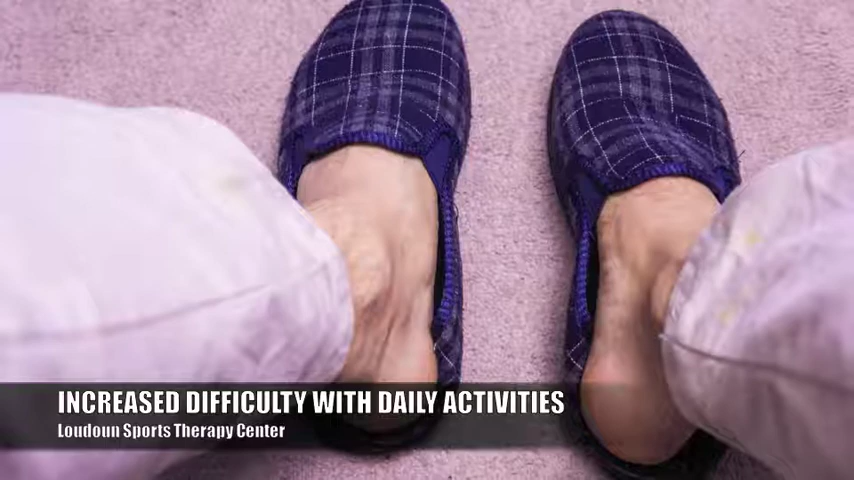 INCREASED DIFFICULTY WITH DAILY ACTIVITIES
Loudoun Sports Therapy Center